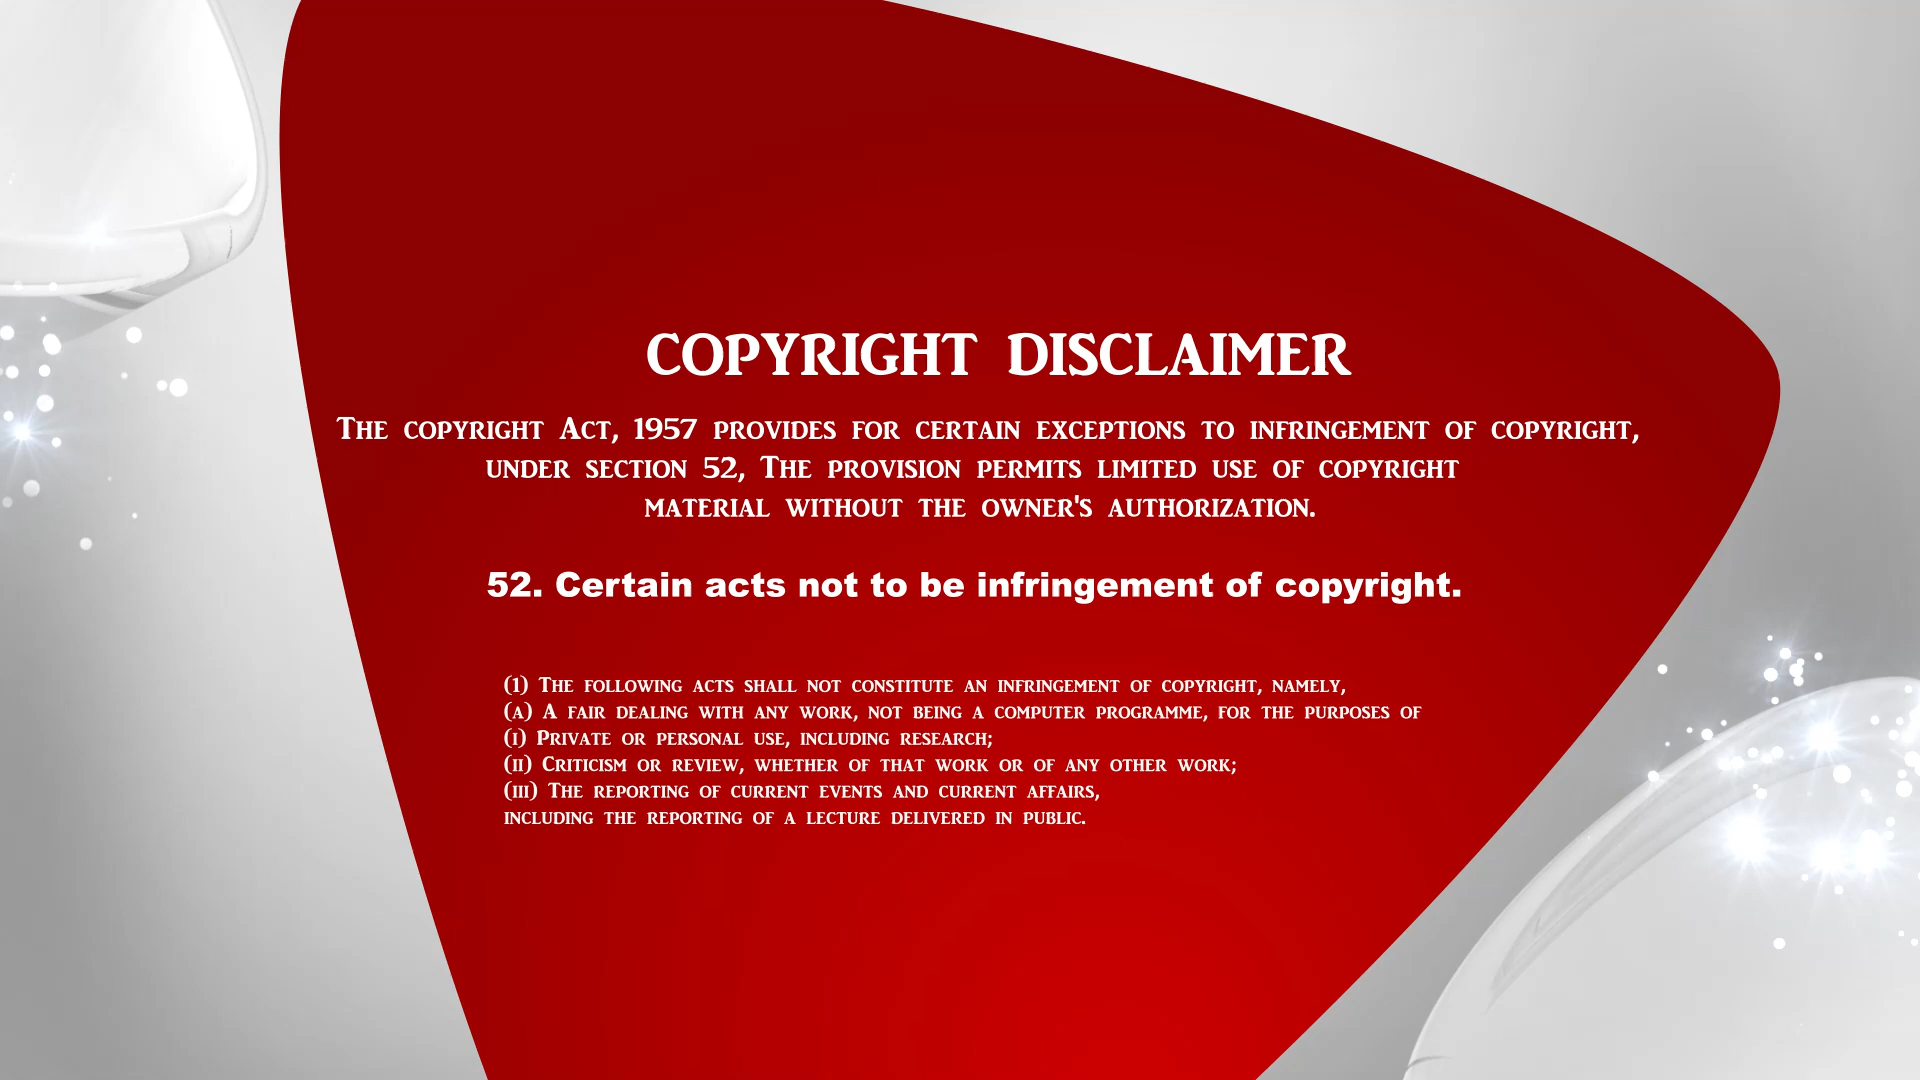 COPYRIGHT DISCLAIMER
The copyright Act, 1957 provides for certain exceptions to infringement of copyright,
under section 52, The provision permits limited use of copyright
material without the owner's authorization.
52. Certain acts not to be infringement of copyright.
(1) The following acts shall not constitute an infringement of copyright, namely,
(a) A fair dealing with any work, not being a computer programme, for the purposes of
(i) Private or personal use, including research;
(ii) Criticism or review, whether of that work or of any other work;
(iii) The reporting of current events and current affairs,
including the reporting of a lecture delivered in public.